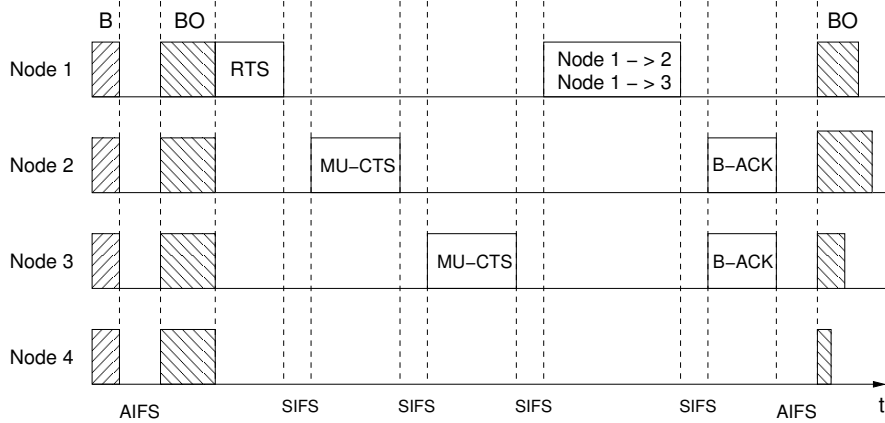 B BO BO
Node 1 RTS Node 1 – > 2
Node 1 – > 3
Node 2 MU–CTS B–ACK
Node 3 MU–CTS B–ACK
Node 4
AIFS SIFS SIFS SIFS SIFS AIFS t